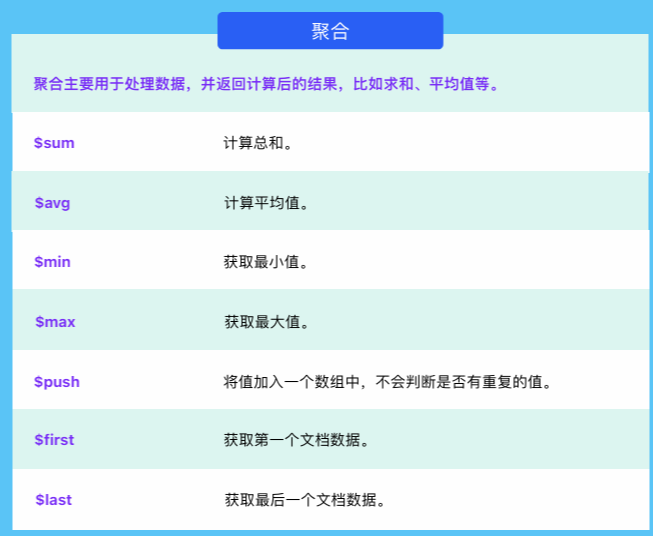 聚合
聚合主要用于处理数据，并返回计算后的结果，比如求和、平均值等。
$sum 计算总和。
$avg 计算平均值。
$min 获取最小值。
$max 获取最大值。
$push 将值加入一个数组中，不会判断是否有重复的值。
$first 获取第一个文档数据。
$last 获取最后一个文档数据。